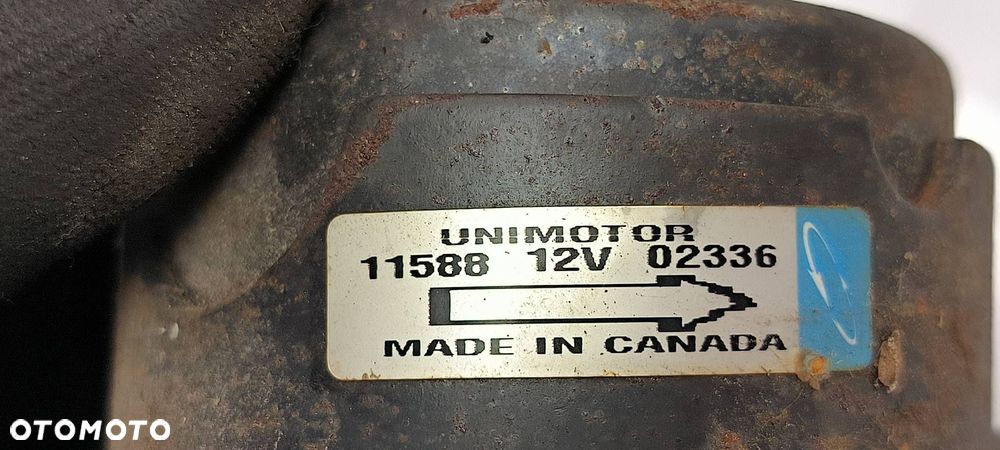 UNIMOTOR
11588 12V 02336
MADE IN CANADA
OTOMOTO